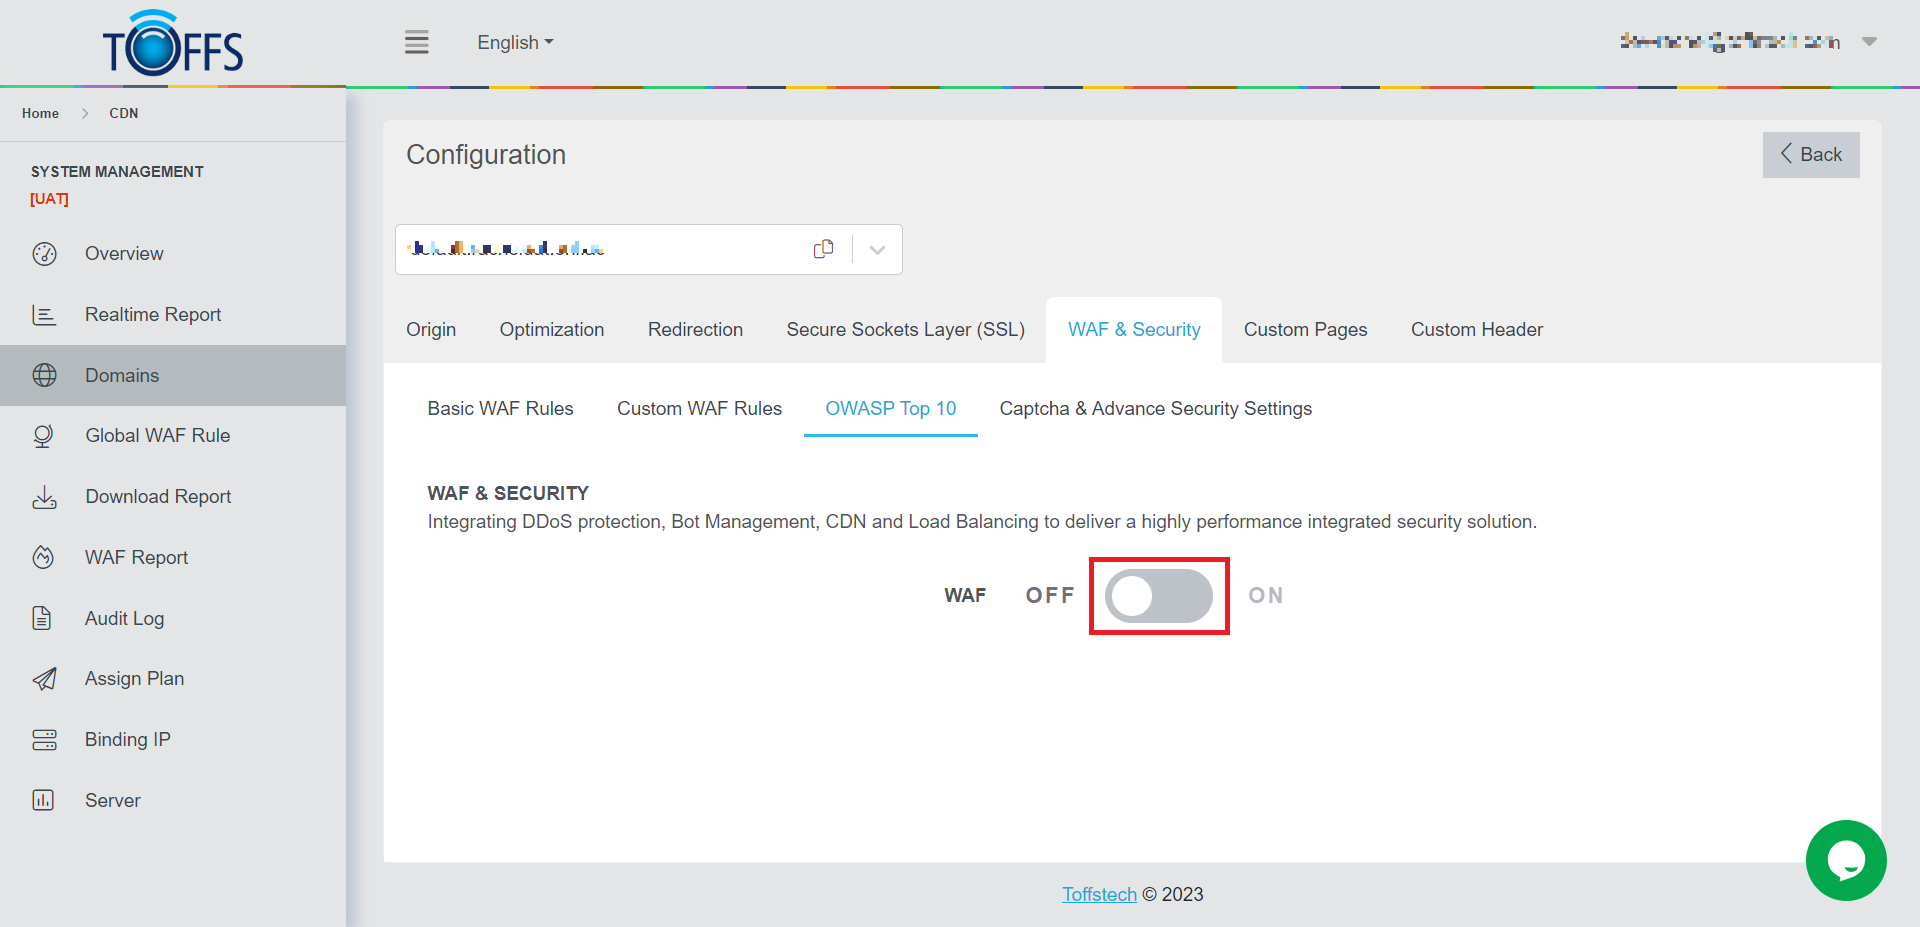 TOFFS
English
Home > CDN
SYSTEM MANAGEMENT
[UAT]
Overview
Realtime Report
Domains
Global WAF Rule
Download Report
WAF Report
Audit Log
Assign Plan
Binding IP
Server
Configuration
Back
Origin Optimization Redirection Secure Sockets Layer (SSL) WAF & Security Custom Pages Custom Header
Basic WAF Rules Custom WAF Rules OWASP Top 10 Captcha & Advance Security Settings
WAF & SECURITY
Integrating DDoS protection, Bot Management, CDN and Load Balancing to deliver a highly performance integrated security solution.
WAF OFF ON
Toffstech © 2023